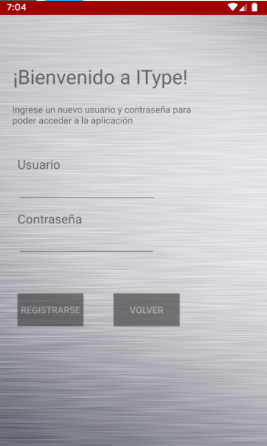 7:04
¡Bienvenido a IType!
Ingrese un nuevo usuario y contraseña para
poder acceder a la aplicación
Usuario
Contraseña
REGISTRARSE VOLVER